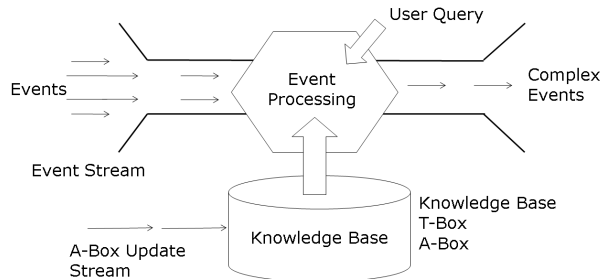 User Query
Events
Event
Processing
Complex
Events
Event Stream
Knowledge Base
Knowledge Base
T-Box
A-Box
A-Box Update
Stream